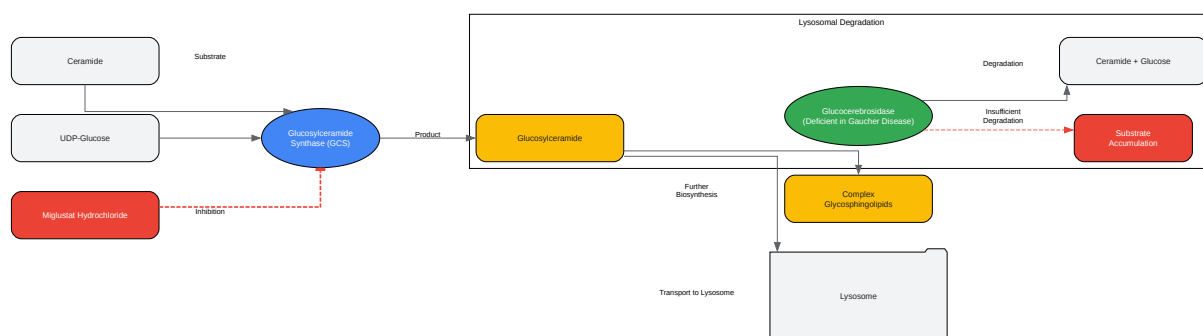 Lysosomal Degradation
Ceramide
Substrate
Degradation
Ceramide + Glucose
UDP-Glucose
Glucosylceramide
Synthase (GCS)
Product
Glucosylceramide
Glucocerebrosidase
(Deficient in Gaucher Disease)
Insufficient
Degradation
Substrate
Accumulation
Miglustat Hydrochloride
Inhibition
Further
Biosynthesis
Complex
Glycosphingolipids
Transport to Lysosome
Lysosome